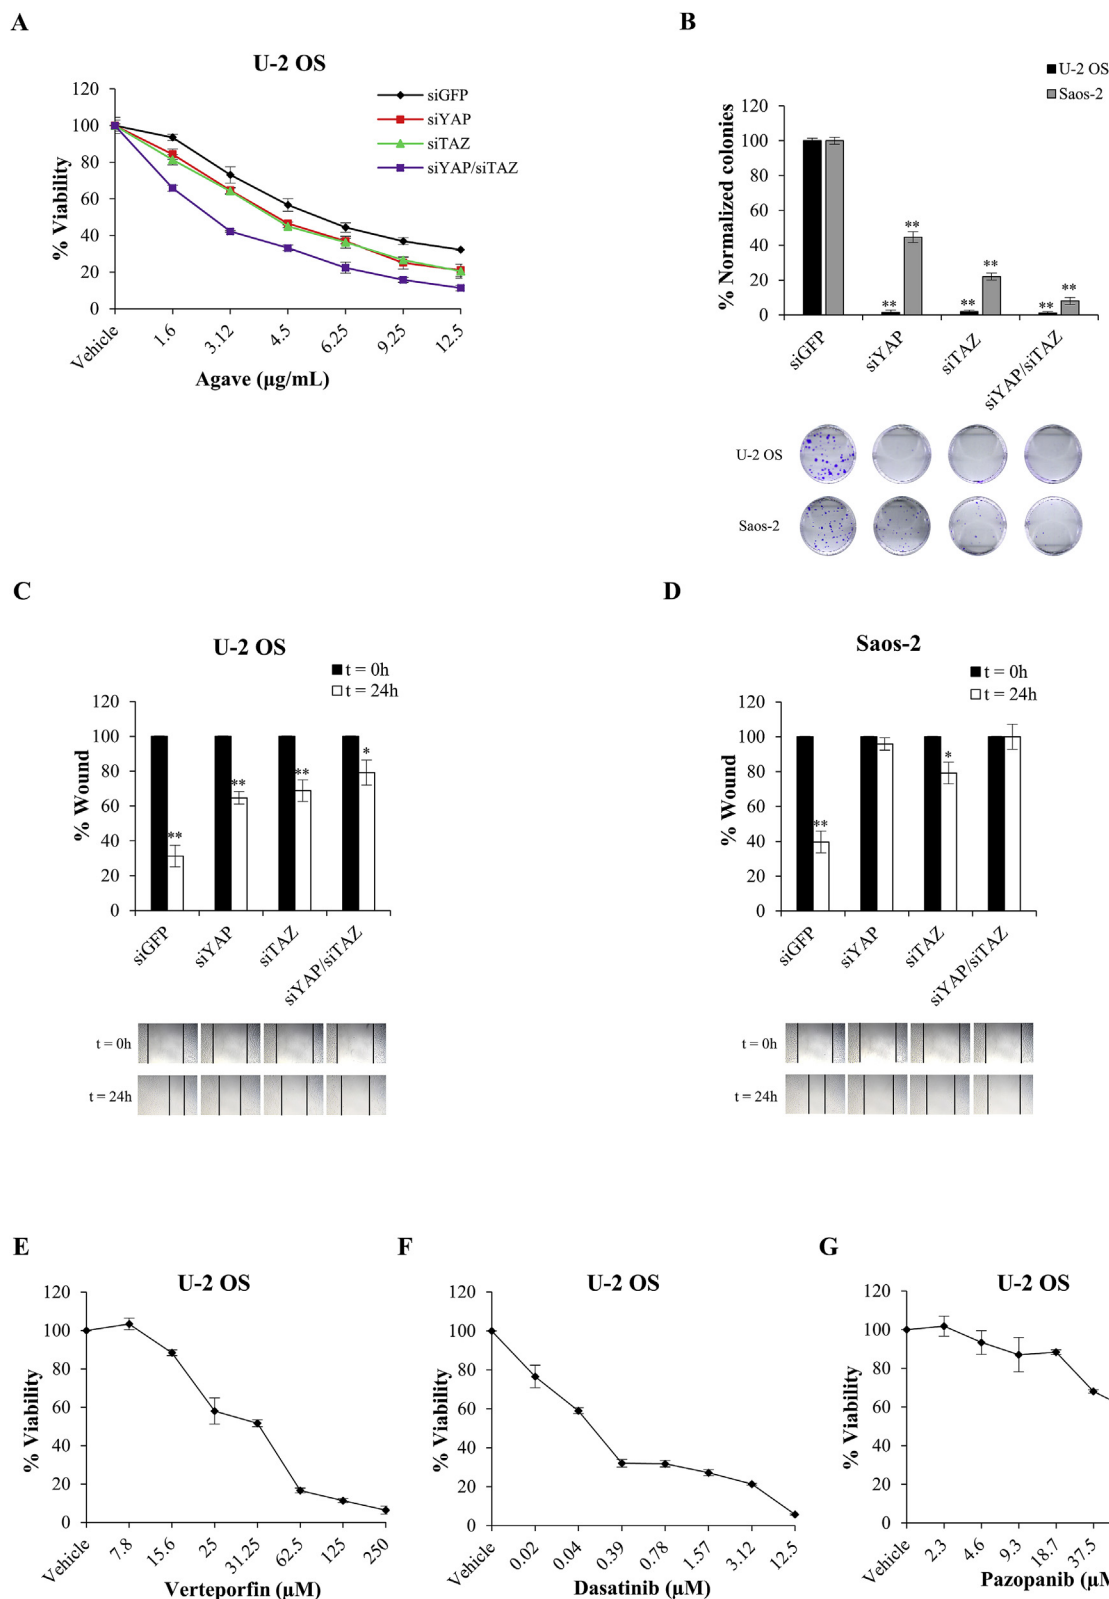 A
U-2 OS
120
100
80
60
40
20
0
% Viability
siGFP
siYAP
siTAZ
siYAP/siTAZ
Vehicle
1.6
3.12
4.5
6.25
9.25
12.5
Agave (µg/mL)
B
U-2 OS
Saos-2
120
100
80
60
40
20
0
% Normalized colonies
**
**
**
**
**
**
siGFP
siYAP
siTAZ
siYAP/siTAZ
U-2 OS
Saos-2
C
U-2 OS
t = 0h
t = 24h
120
100
80
60
40
20
0
% Wound
**
**
**
*
siGFP
siYAP
siTAZ
siYAP/siTAZ
t = 0h
t = 24h
D
Saos-2
t = 0h
t = 24h
120
100
80
60
40
20
0
% Wound
**
*
siGFP
siYAP
siTAZ
siYAP/siTAZ
t = 0h
t = 24h
E
U-2 OS
120
100
80
60
40
20
0
% Viability
Vehicle
7.8
15.6
25
31.25
62.5
125
250
Verteporfin (µM)
F
U-2 OS
120
100
80
60
40
20
0
% Viability
Vehicle
0.02
0.04
0.39
0.78
1.57
3.12
12.5
Dasatinib (µM)
G
U-2 OS
120
100
80
60
40
20
0
% Viability
Vehicle
2.3
4.6
9.3
18.7
37.5
Pazopanib (µM